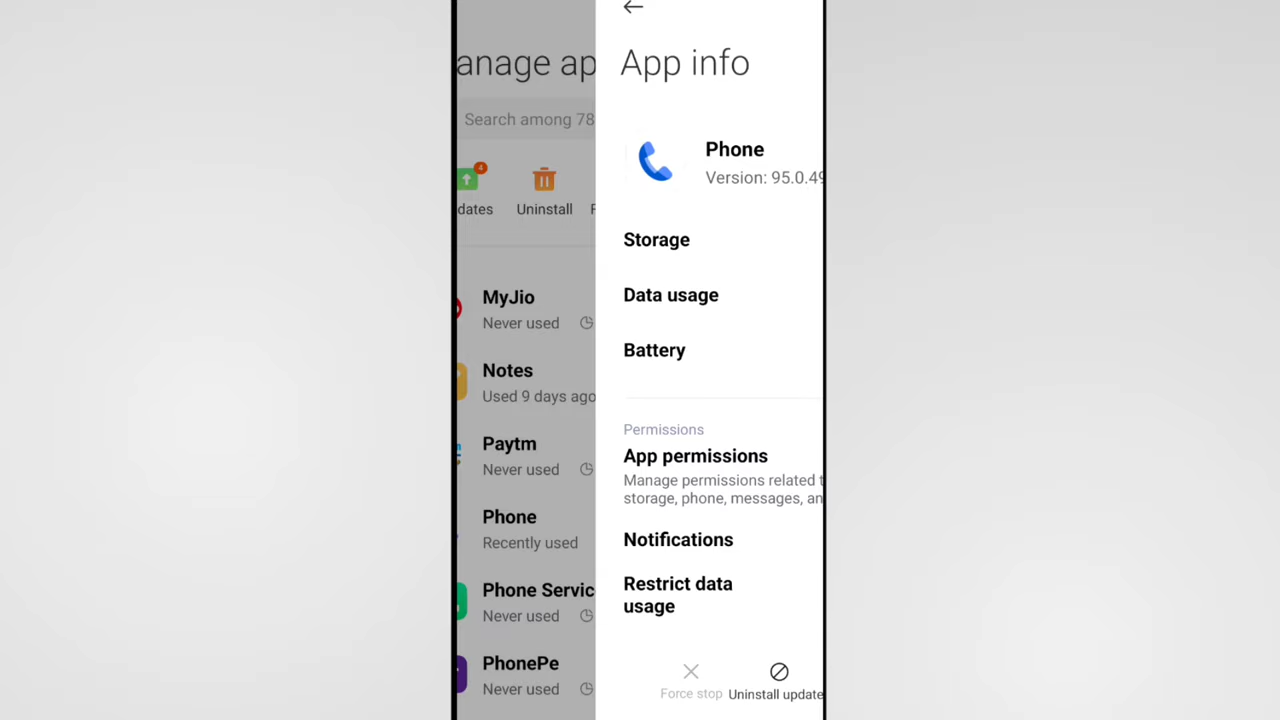 anage ap
Search among 78
4
dates
Uninstall
F
MyJio
Never used
Notes
Used 9 days ago
Paytm
Never used
Phone
Recently used
Phone Servic
Never used
PhonePe
Never used
App info
Phone
Version: 95.0.49
Storage
Data usage
Battery
Permissions
App permissions
Manage permissions related t
storage, phone, messages, an
Notifications
Restrict data
usage
Force stop
Uninstall update